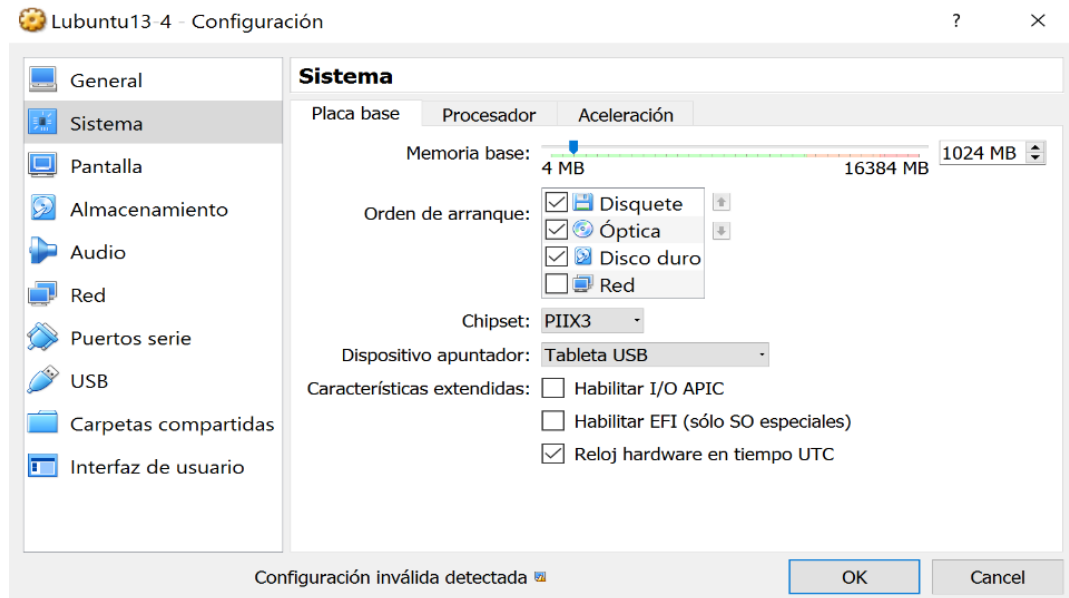 Lubuntu13-4 - Configuración
?
General
Sistema
Pantalla
Almacenamiento
Audio
Red
Puertos serie
USB
Carpetas compartidas
Interfaz de usuario
Sistema
Placa base Procesador Aceleración
Memoria base: 1024 MB
4 MB 16384 MB
Orden de arranque: Disquete
Óptica
Disco duro
Red
Chipset: PIIX3
Dispositivo apuntador: Tableta USB
Características extendidas: Habilitar I/O APIC
Habilitar EFI (sólo SO especiales)
Reloj hardware en tiempo UTC
Configuración inválida detectada OK Cancel